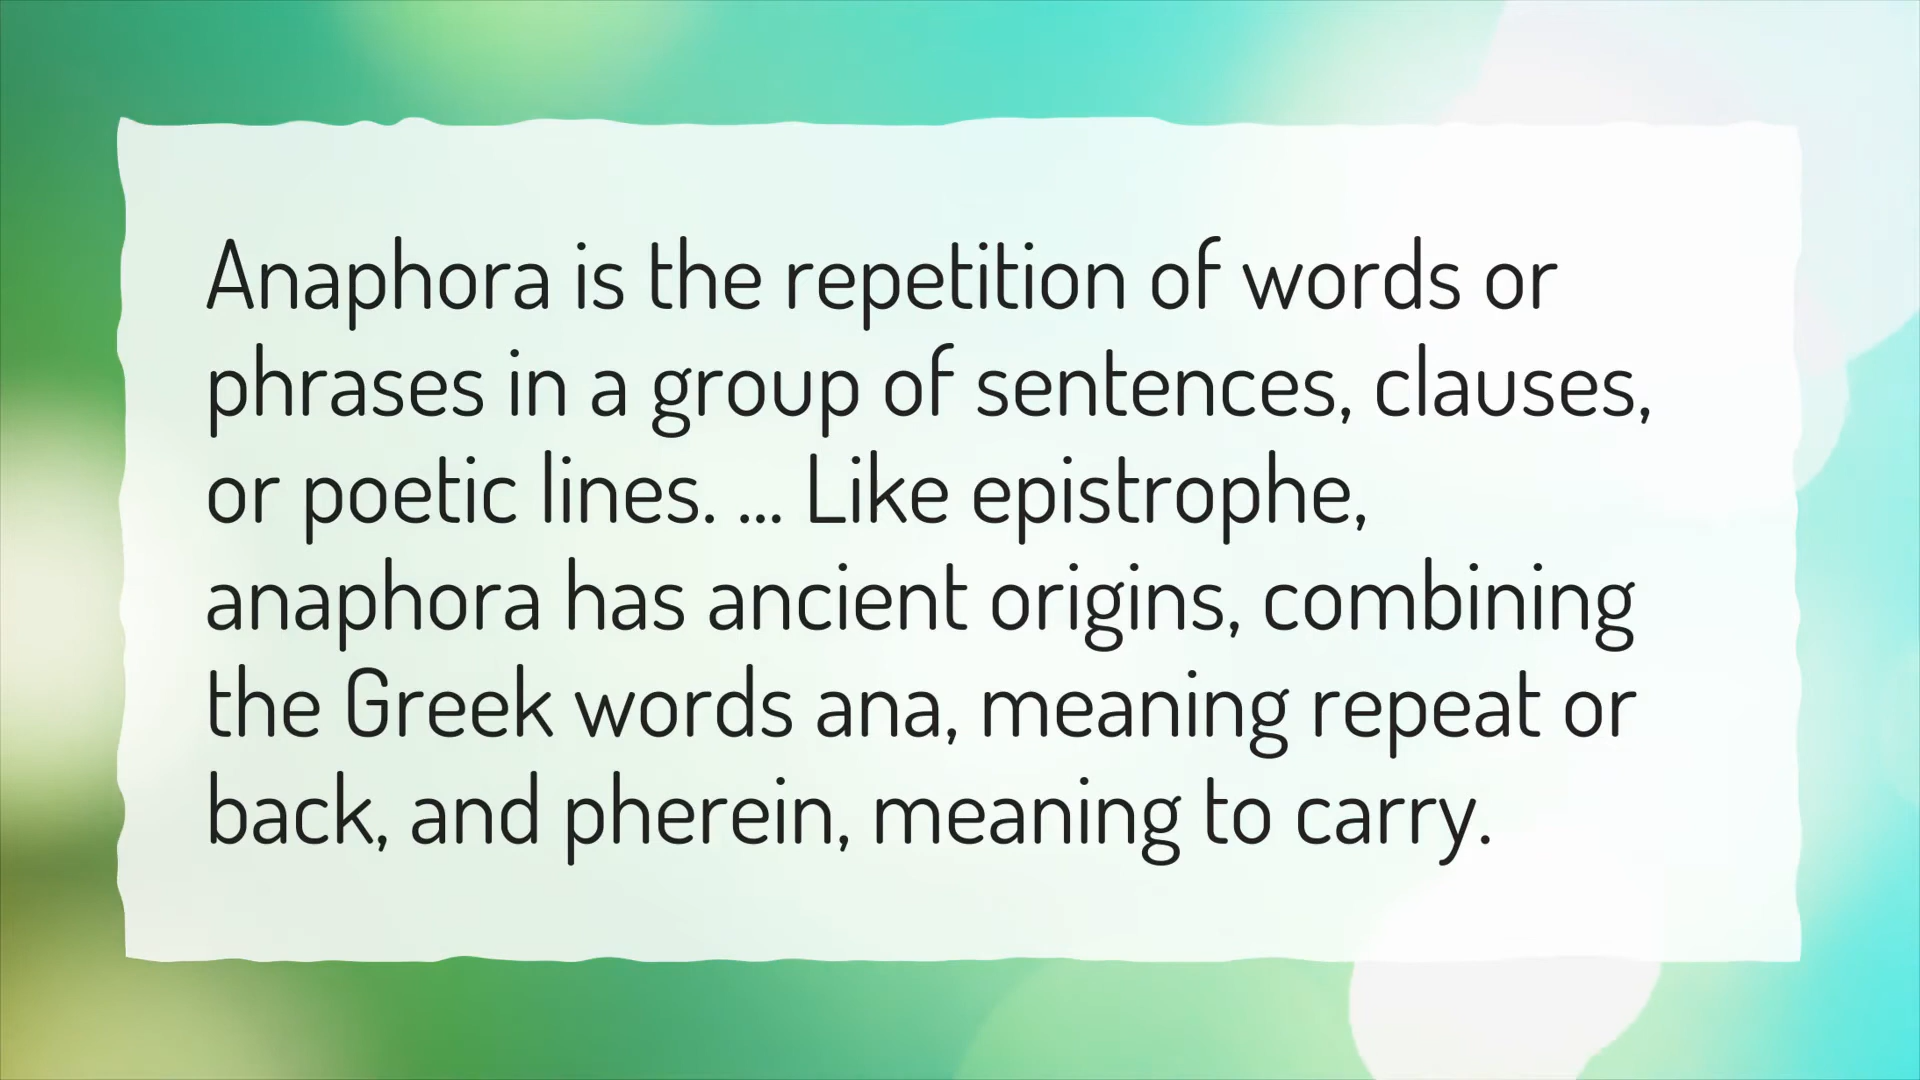 Anaphora is the repetition of words or
phrases in a group of sentences, clauses,
or poetic lines. ... Like epistrophe,
anaphora has ancient origins, combining
the Greek words ana, meaning repeat or
back, and pherein, meaning to carry.